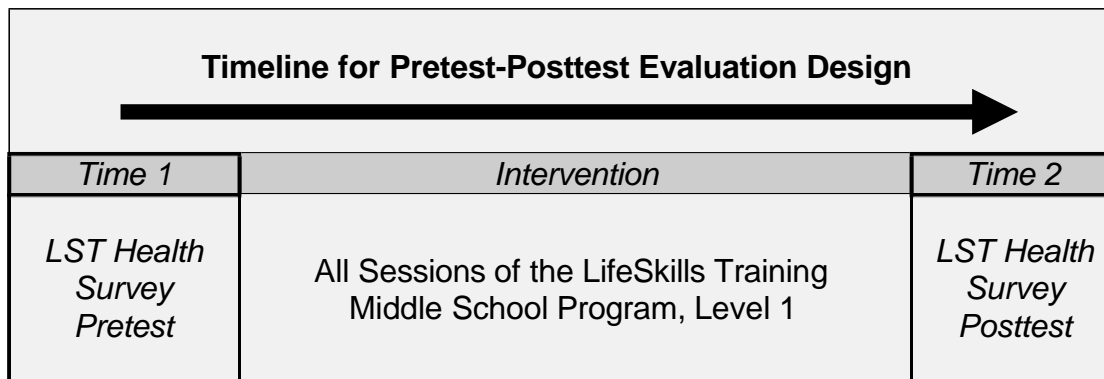 Timeline for Pretest-Posttest Evaluation Design
Time 1
Intervention
Time 2
LST Health
Survey
Pretest
All Sessions of the LifeSkills Training
Middle School Program, Level 1
LST Health
Survey
Posttest